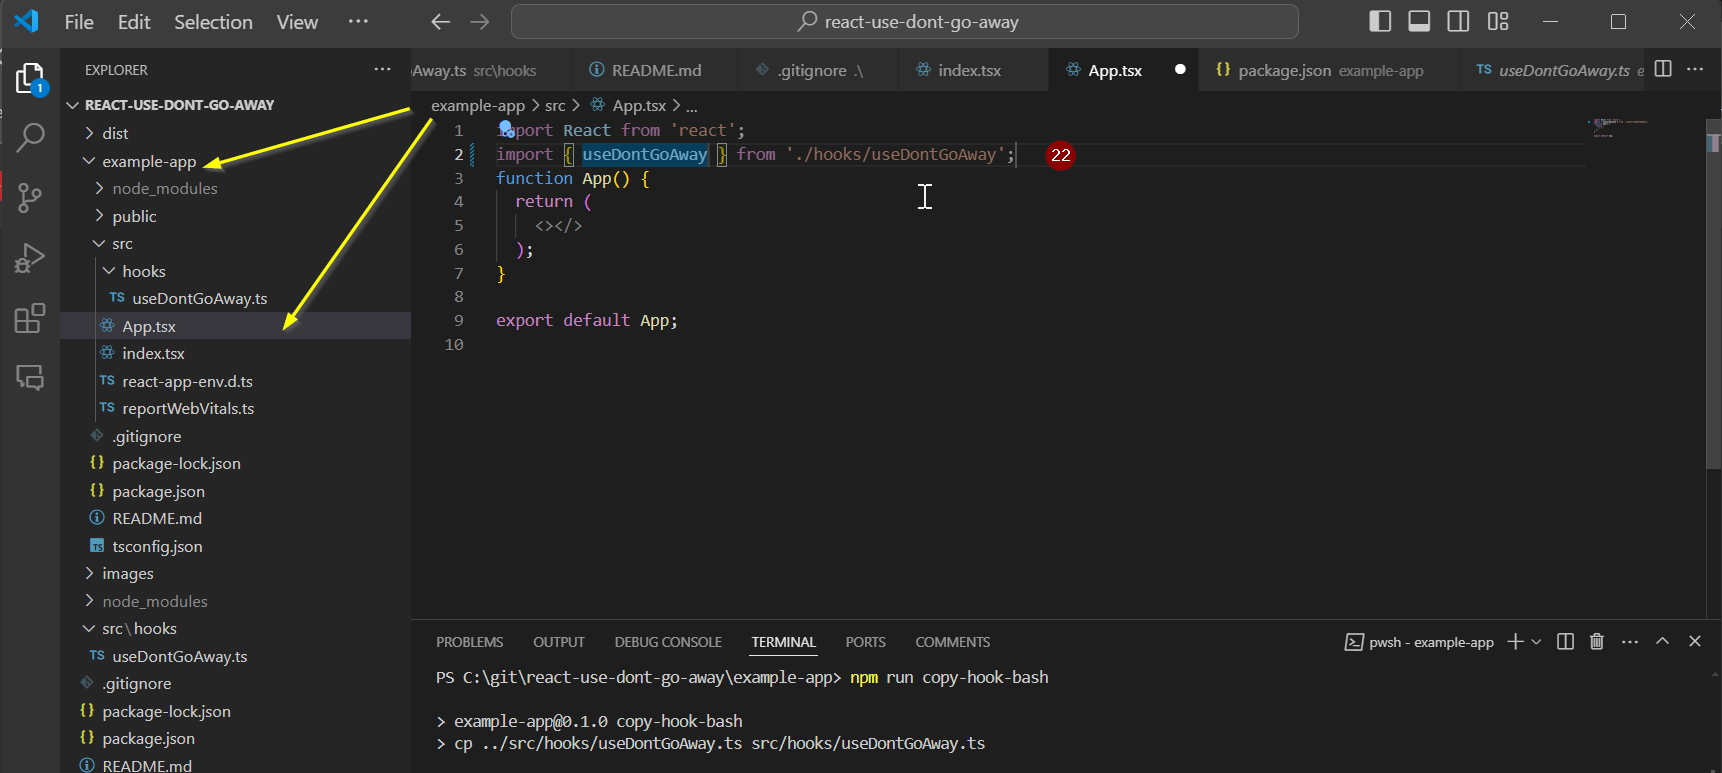 File Edit Selection View ··· react-use-dont-go-away
EXPLORER ···
REACT-USE-DONT-GO-AWAY
dist
example-app
node_modules
public
src
hooks
TS useDontGoAway.ts
App.tsx
index.tsx
TS react-app-env.d.ts
TS reportWebVitals.ts
.gitignore
{} package-lock.json
{} package.json
README.md
TS tsconfig.json
images
node_modules
src\hooks
TS useDontGoAway.ts
.gitignore
{} package-lock.json
{} package.json
README.md
1
oAway.ts src\hooks README.md .gitignore .\ index.tsx App.tsx {} package.json example-app TS useDontGoAway.ts e ···
example-app > src > App.tsx > ...
1 import React from 'react';
2 import { useDontGoAway } from './hooks/useDontGoAway'; 22
3 function App() {
4 return (
5 <></>
6 );
7 }
8
9 export default App;
10
PROBLEMS OUTPUT DEBUG CONSOLE TERMINAL PORTS COMMENTS pwsh - example-app ···
PS C:\git\react-use-dont-go-away\example-app> npm run copy-hook-bash
> example-app@0.1.0 copy-hook-bash
> cp ../src/hooks/useDontGoAway.ts src/hooks/useDontGoAway.ts